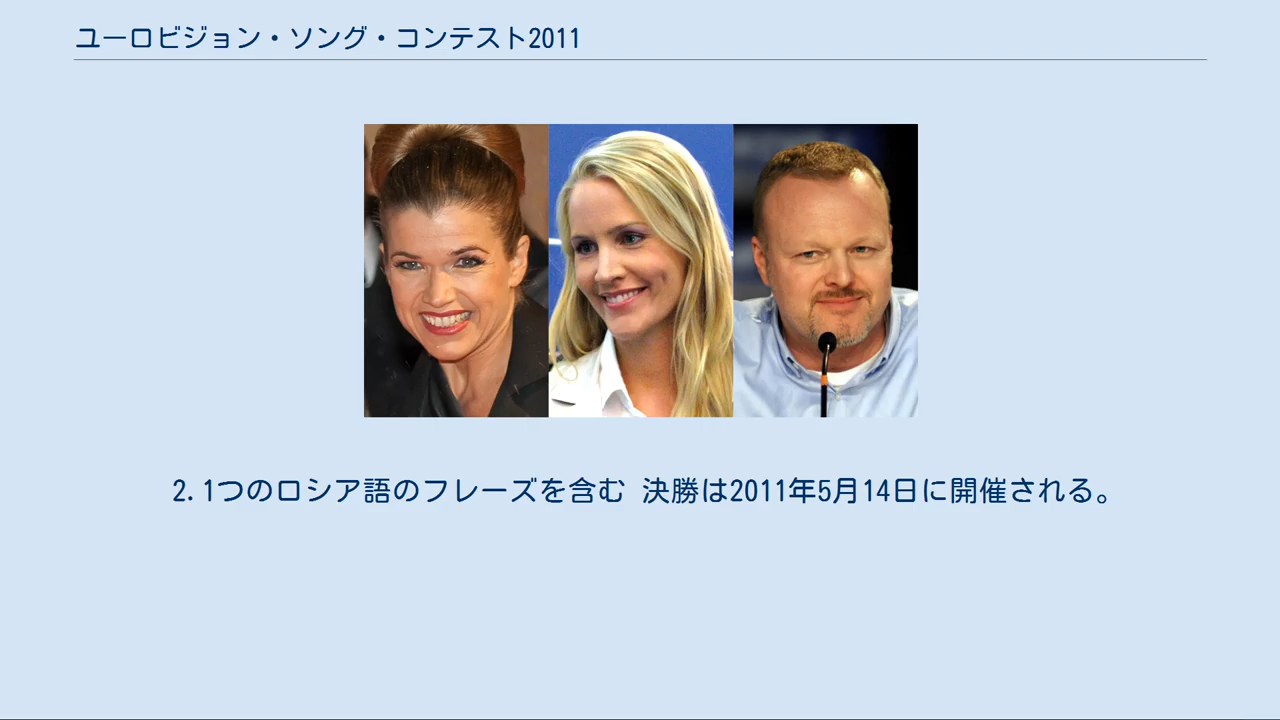 ユーロビジョン・ソング・コンテスト2011
2. 1つのロシア語のフレーズを含む 決勝は2011年5月14日に開催される。